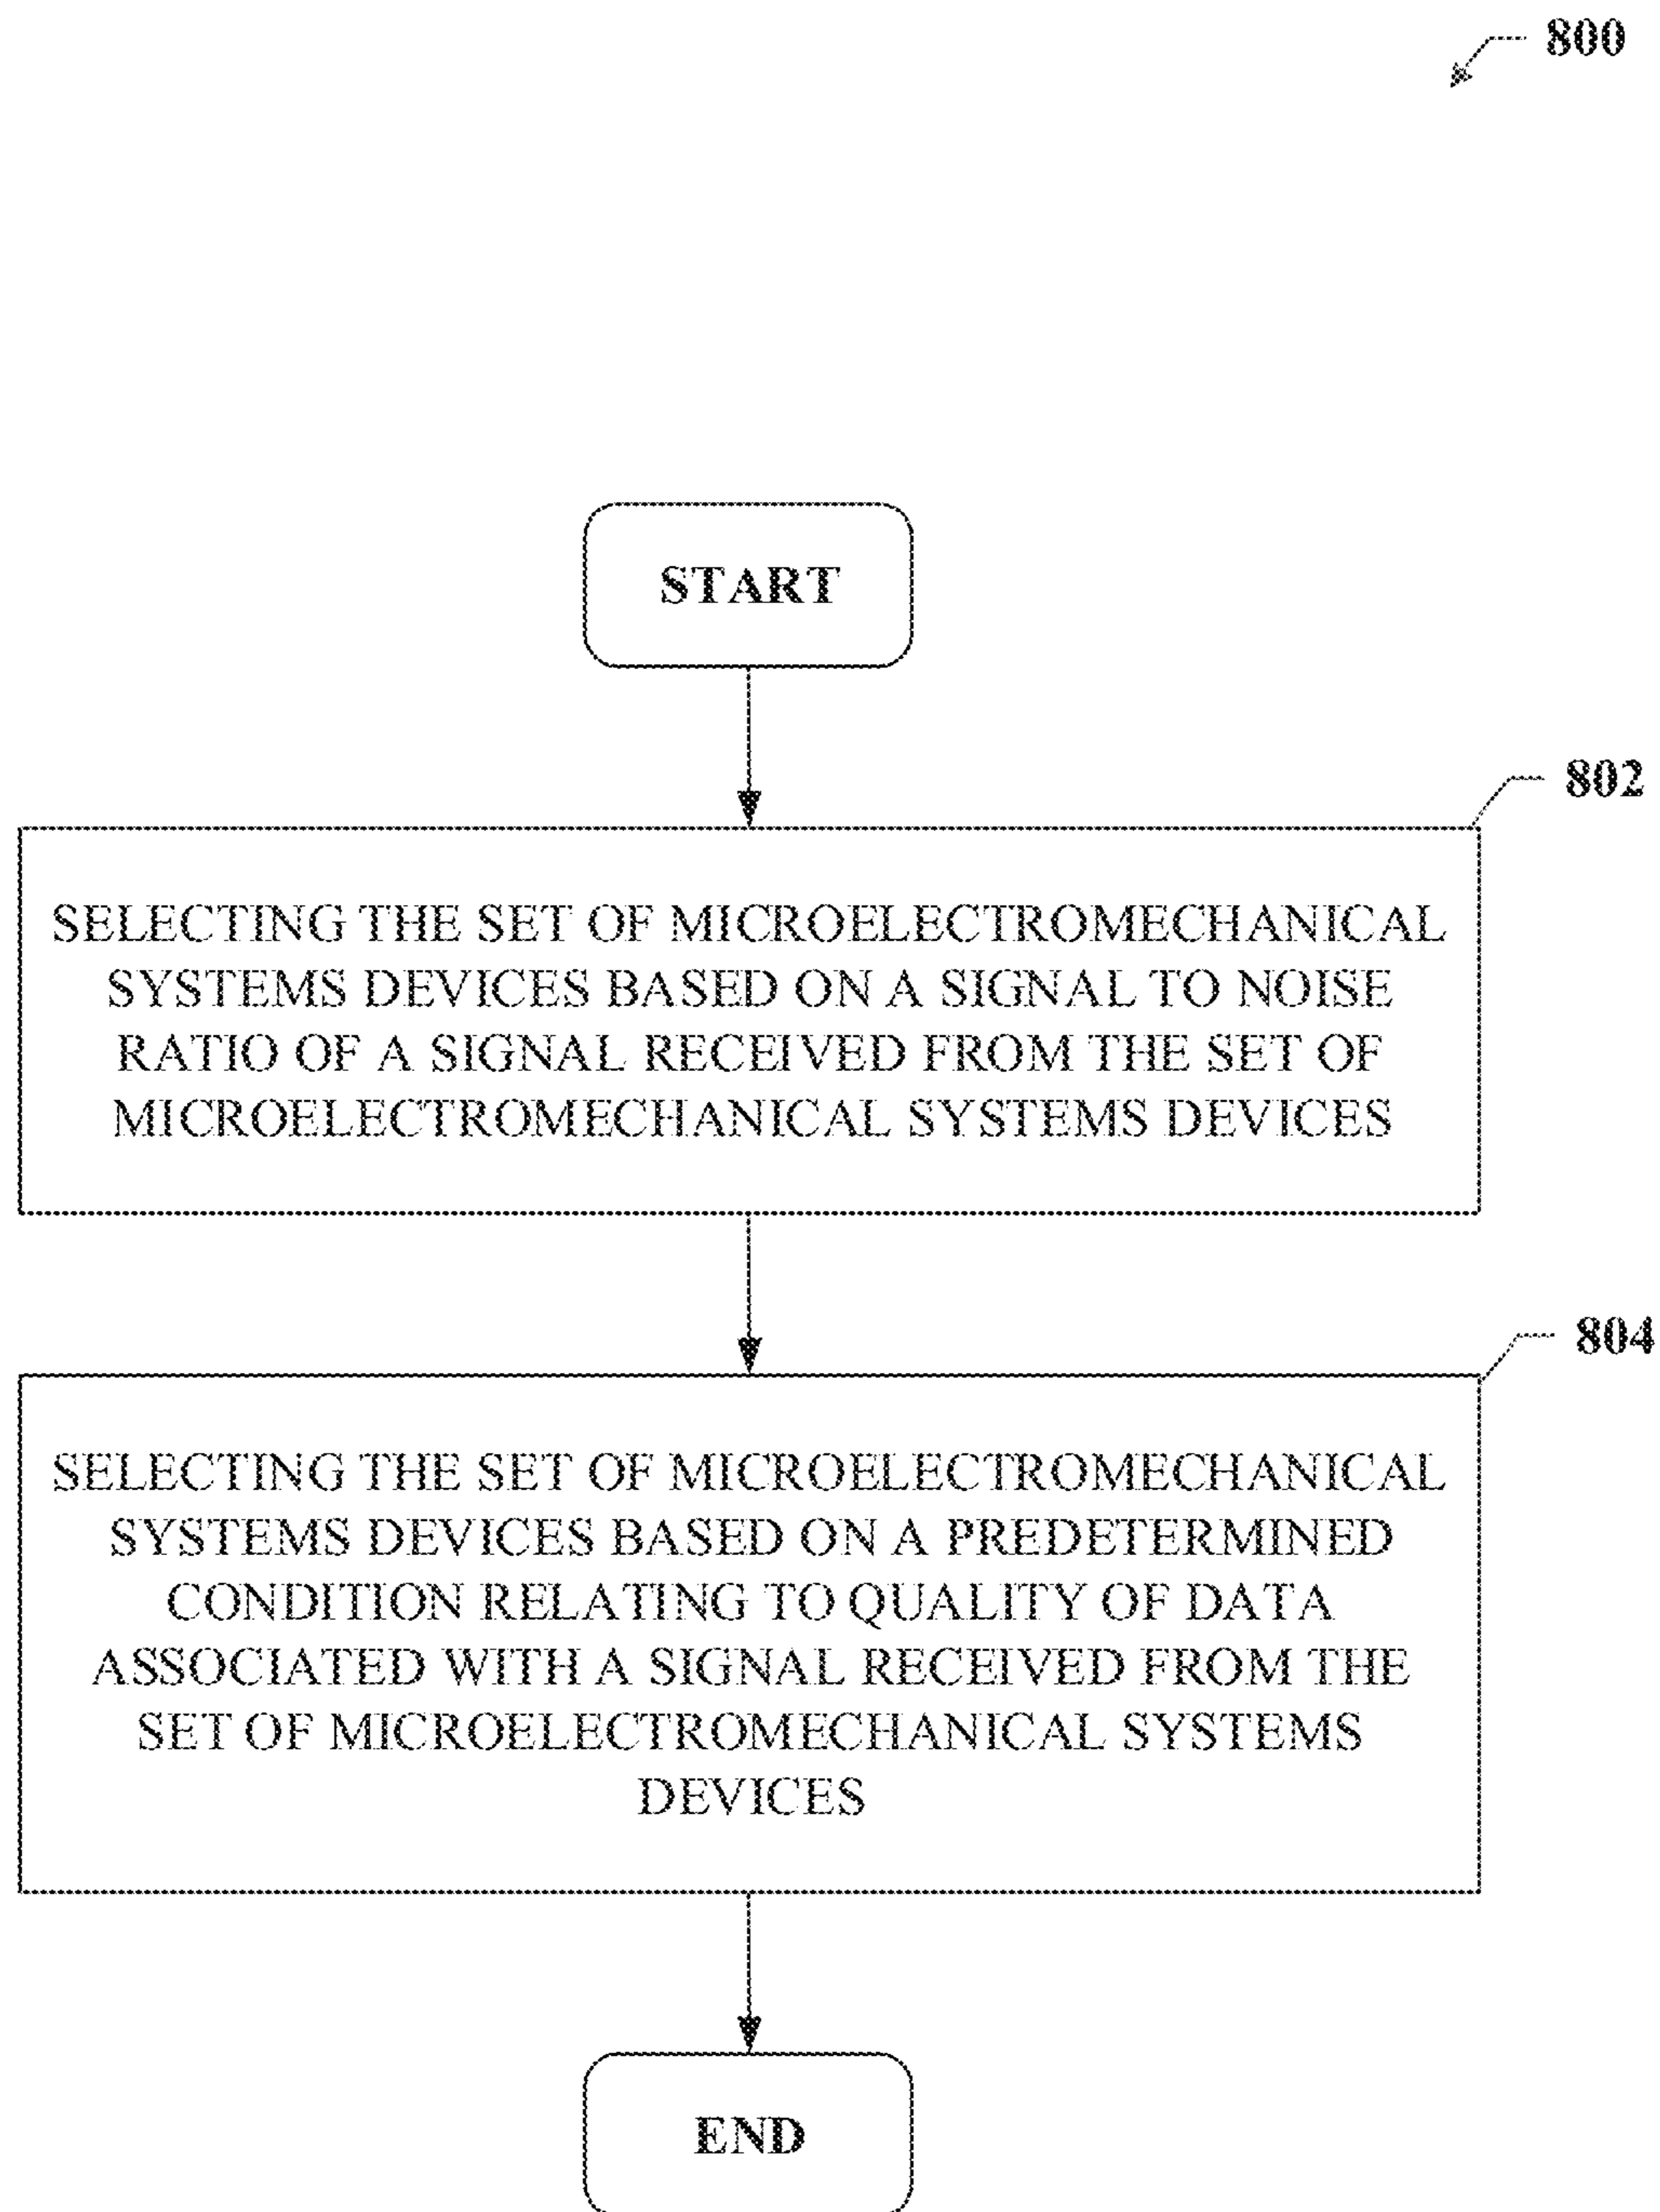 800
START
802
SELECTING THE SET OF MICROELECTROMECHANICAL
SYSTEMS DEVICES BASED ON A SIGNAL TO NOISE
RATIO OF A SIGNAL RECEIVED FROM THE SET OF
MICROELECTROMECHANICAL SYSTEMS DEVICES
804
SELECTING THE SET OF MICROELECTROMECHANICAL
SYSTEMS DEVICES BASED ON A PREDETERMINED
CONDITION RELATING TO QUALITY OF DATA
ASSOCIATED WITH A SIGNAL RECEIVED FROM THE
SET OF MICROELECTROMECHANICAL SYSTEMS
DEVICES
END